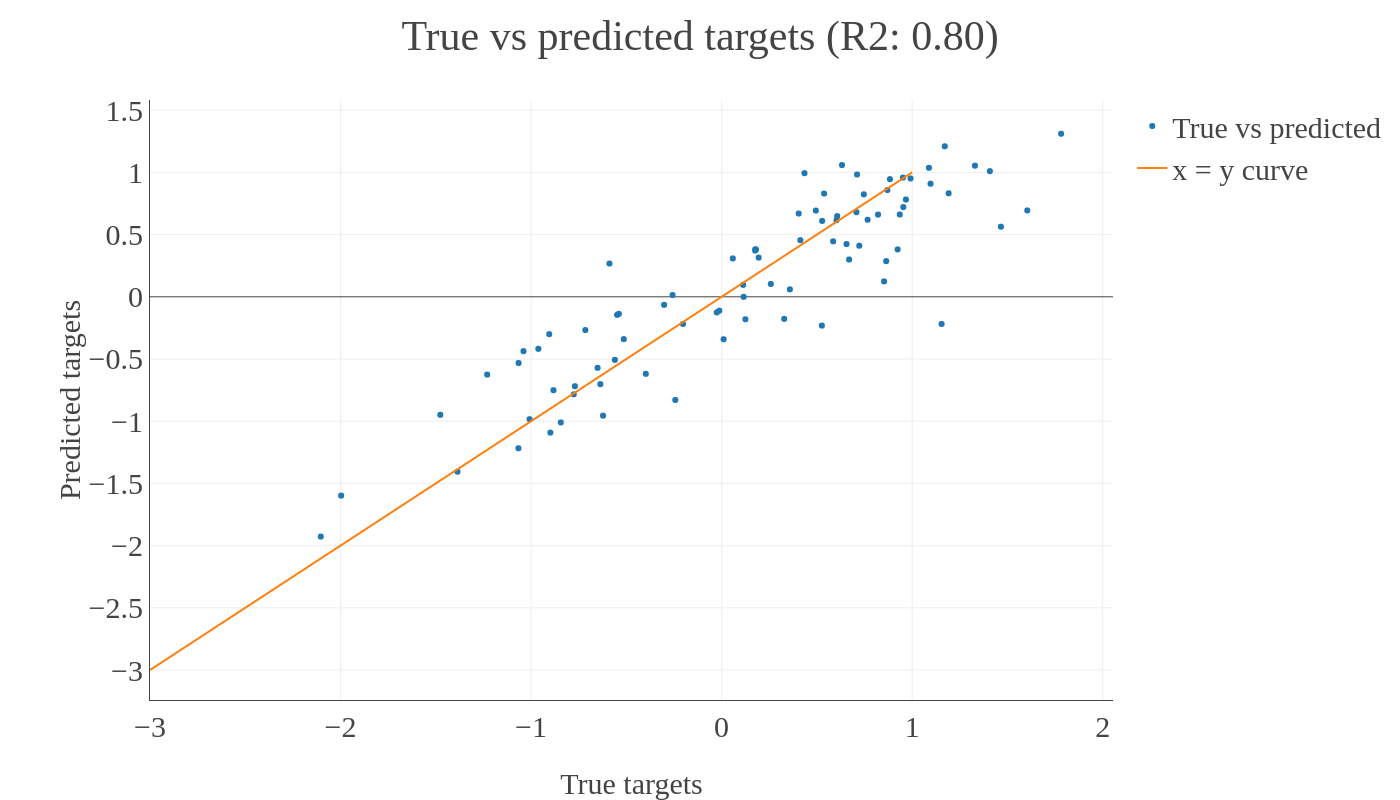 True vs predicted targets (R2: 0.80)
True vs predicted
x = y curve
Predicted targets
1.5
1
0.5
0
−0.5
−1
−1.5
−2
−2.5
−3
−3 −2 −1 0 1 2
True targets